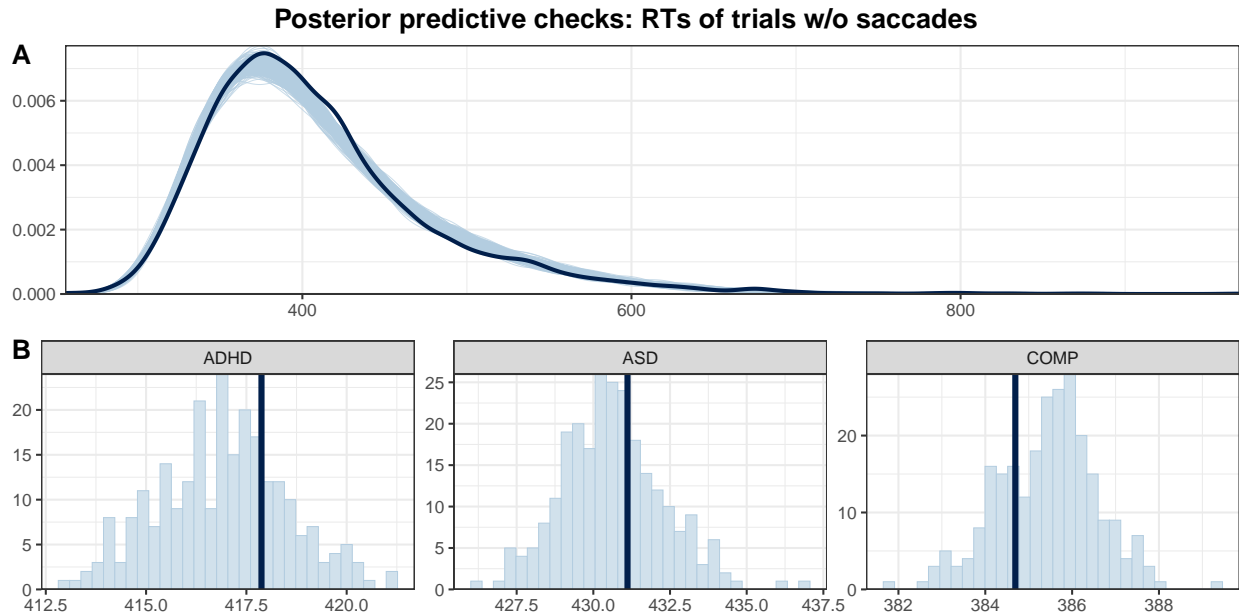 Posterior predictive checks: RTs of trials w/o saccades
A
0.006
0.004
0.002
0.000
400 600 800
B
ADHD ASD COMP
20
15
10
5
0
412.5 415.0 417.5 420.0
25
20
15
10
5
0
427.5 430.0 432.5 435.0 437.5
20
10
0
382 384 386 388